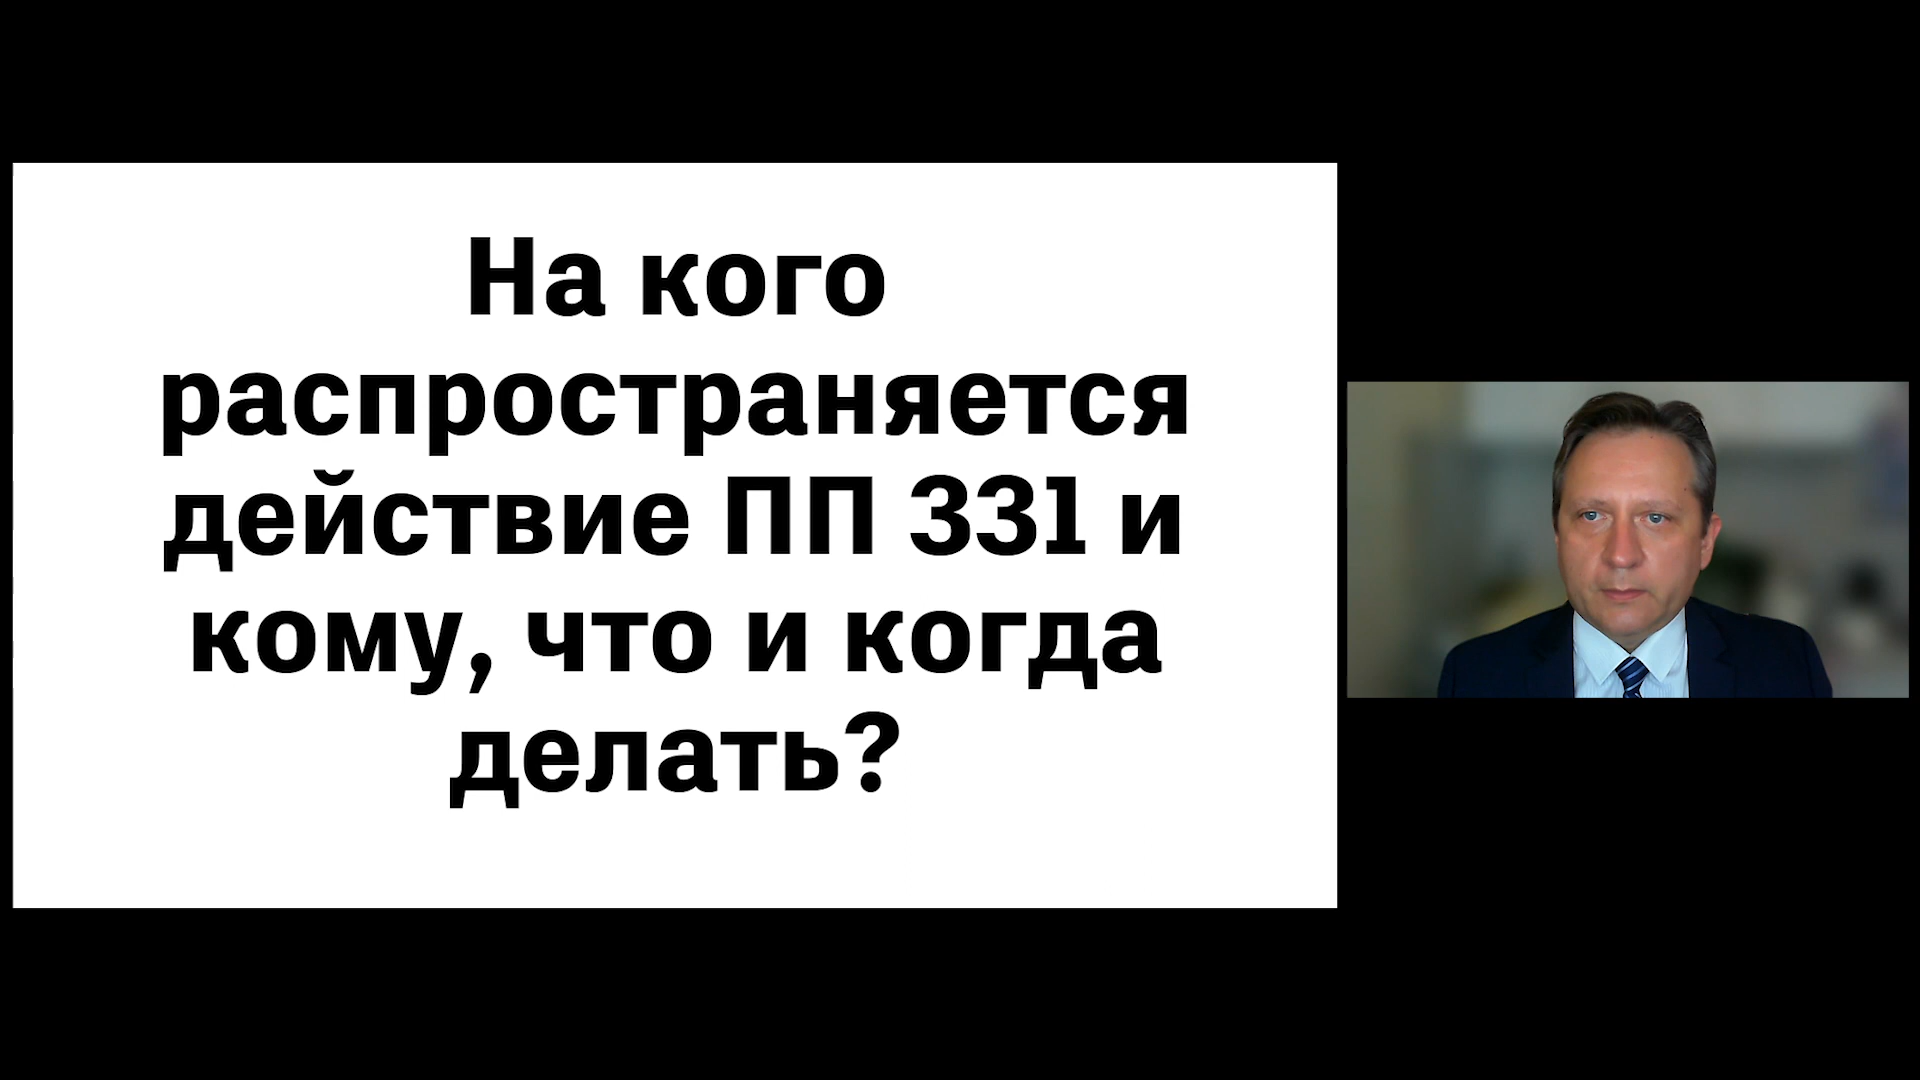 На кого
распространяется
действие ПП 331 и
кому, что и когда
делать?